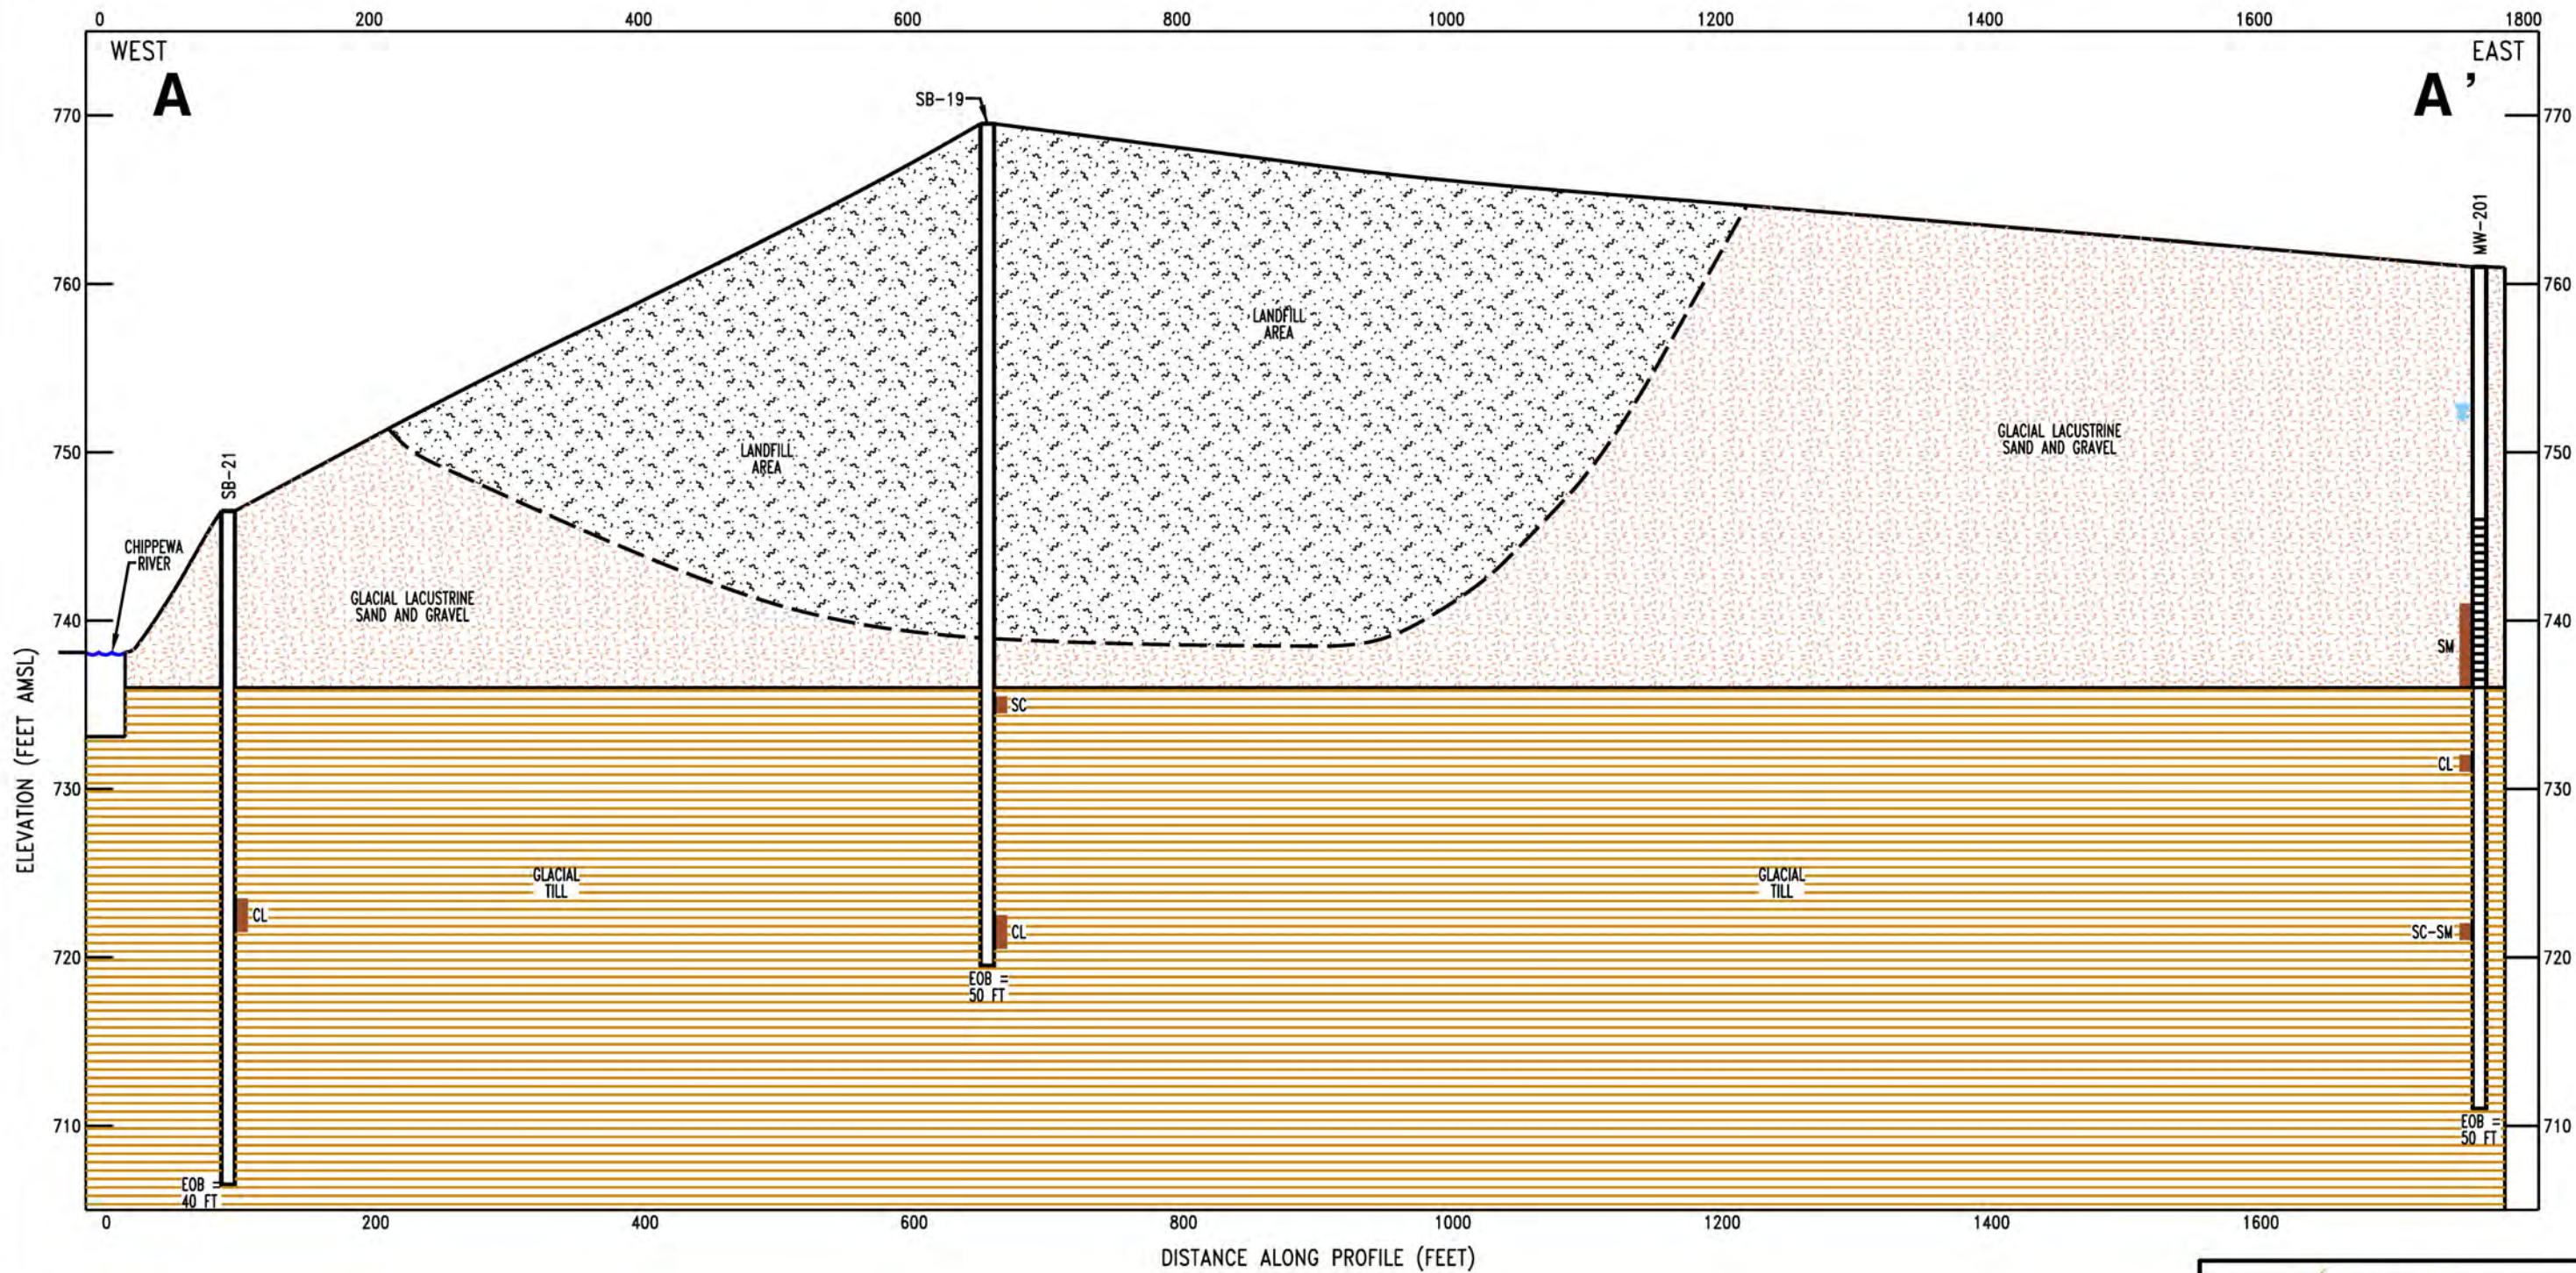 0 200 400 600 800 1000 1200 1400 1600 1800
WEST
EAST
A
A'
SB-19
770
770
MW-201
760
760
LANDFILL
AREA
GLACIAL LACUSTRINE
SAND AND GRAVEL
750
750
LANDFILL
AREA
SB-21
CHIPPEWA
RIVER
GLACIAL LACUSTRINE
SAND AND GRAVEL
740
740
SM
ELEVATION (FEET AMSL)
SC
CL
730
730
GLACIAL
TILL
GLACIAL
TILL
CL
CL
SC-SM
720
720
EOB =
50 FT
710
710
EOB =
50 FT
EOB =
40 FT
0 200 400 600 800 1000 1200 1400 1600
DISTANCE ALONG PROFILE (FEET)